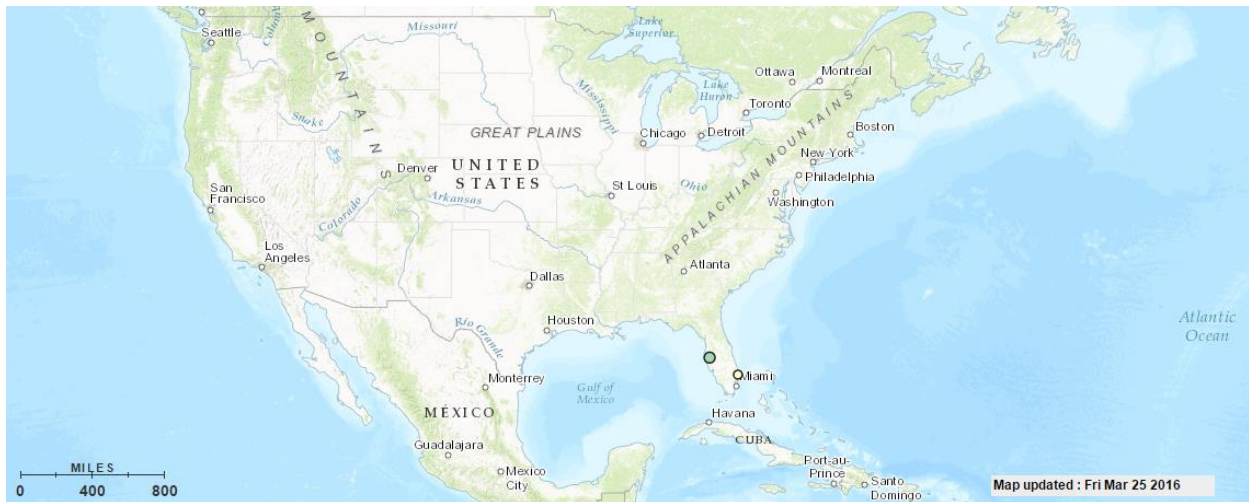 Lake
Superior
Missouri
Seattle
Columb
MOUNTAINS
Ottawa
Montreal
Lake
Huron
Toronto
Mississippi
Snake
GREAT PLAINS
Chicago
Detroit
Boston
APPALACHIAN MOUNTAINS
New York
Denver
UNITED
STATES
St Louis
Ohio
Philadelphia
San
Francisco
Colorado
Arkansas
Washington
Los
Angeles
Atlanta
Dallas
Houston
Rio Grande
Atlantic
Ocean
Monterrey
Gulf of
Mexico
Miami
MÉXICO
Havana
CUBA
Guadalajara
Mexico
City
Port-au-
Prince
Santo
Domingo
MILES
0 400 800
Map updated : Fri Mar 25 2016